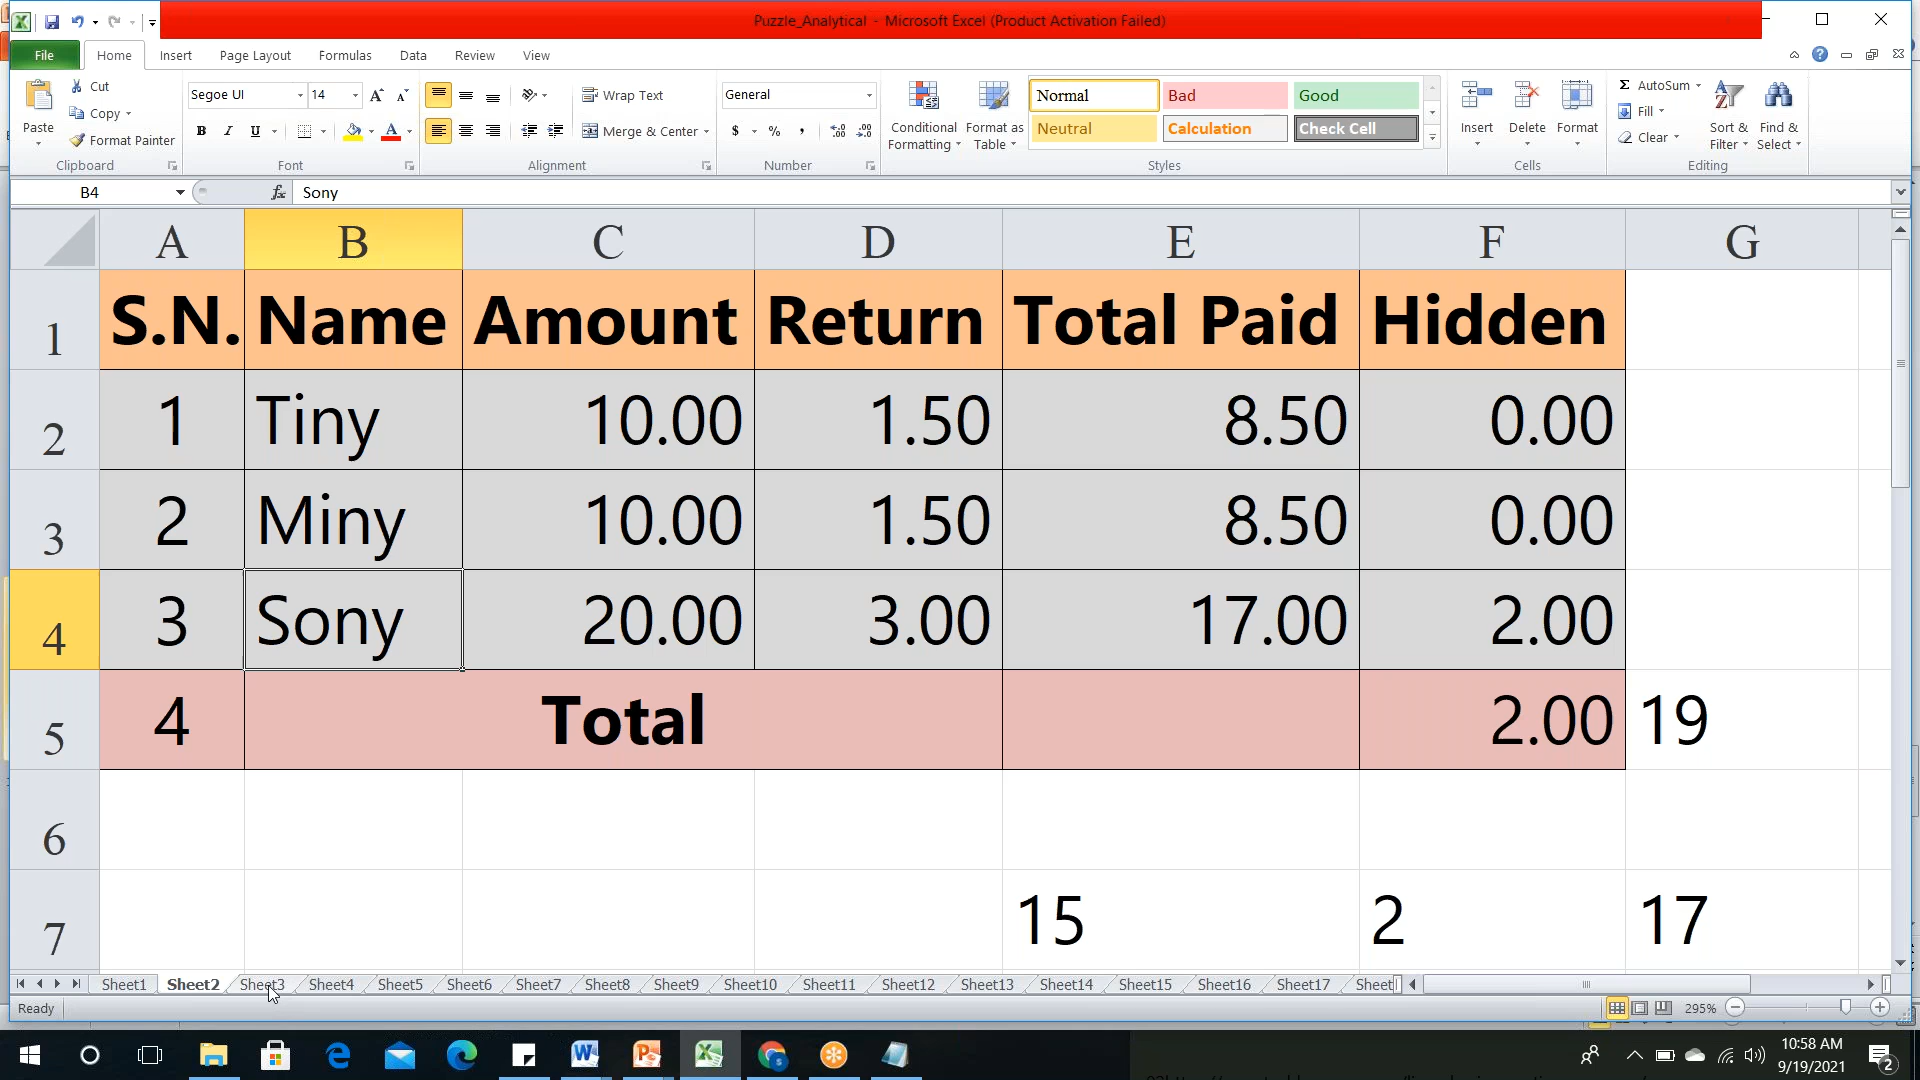 Puzzle_Analytical - Microsoft Excel (Product Activation Failed)
File Home Insert Page Layout Formulas Data Review View
Paste
Cut
Copy
Format Painter
Clipboard
Segoe UI 14
B I U
Font
Wrap Text
Merge & Center
Alignment
General
$ % ,
Number
Conditional Formatting
Format as Table
Normal Bad Good
Neutral Calculation Check Cell
Styles
Insert Delete Format
Cells
Σ AutoSum
Fill
Clear
Sort & Filter
Find & Select
Editing
B4 fx Sony
A B C D E F G
1 S.N. Name Amount Return Total Paid Hidden
2 1 Tiny 10.00 1.50 8.50 0.00
3 2 Miny 10.00 1.50 8.50 0.00
4 3 Sony 20.00 3.00 17.00 2.00
5 4 Total 2.00 19
6
7 15 2 17
Sheet1 Sheet2 Sheet3 Sheet4 Sheet5 Sheet6 Sheet7 Sheet8 Sheet9 Sheet10 Sheet11 Sheet12 Sheet13 Sheet14 Sheet15 Sheet16 Sheet17 Sheet
Ready 295%
10:58 AM
9/19/2021
2